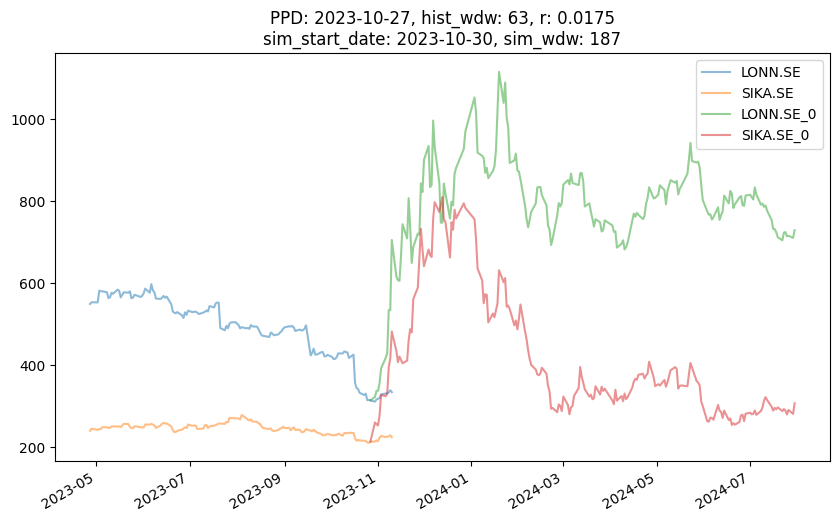 PPD: 2023-10-27, hist_wdw: 63, r: 0.0175
sim_start_date: 2023-10-30, sim_wdw: 187
LONN.SE
SIKA.SE
LONN.SE_0
SIKA.SE_0
1000
800
600
400
200
2023-05
2023-07
2023-09
2023-11
2024-01
2024-03
2024-05
2024-07